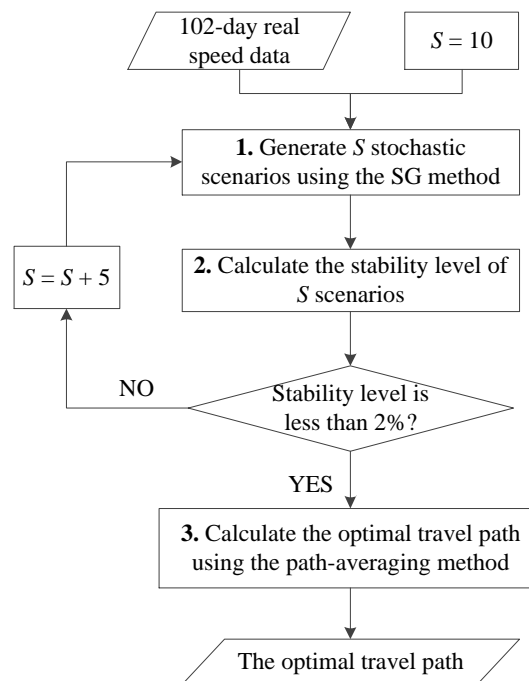 102-day real
speed data
S = 10
1. Generate S stochastic
scenarios using the SG method
2. Calculate the stability level of
S scenarios
S = S + 5
NO
Stability level is
less than 2%?
YES
3. Calculate the optimal travel path
using the path-averaging method
The optimal travel path